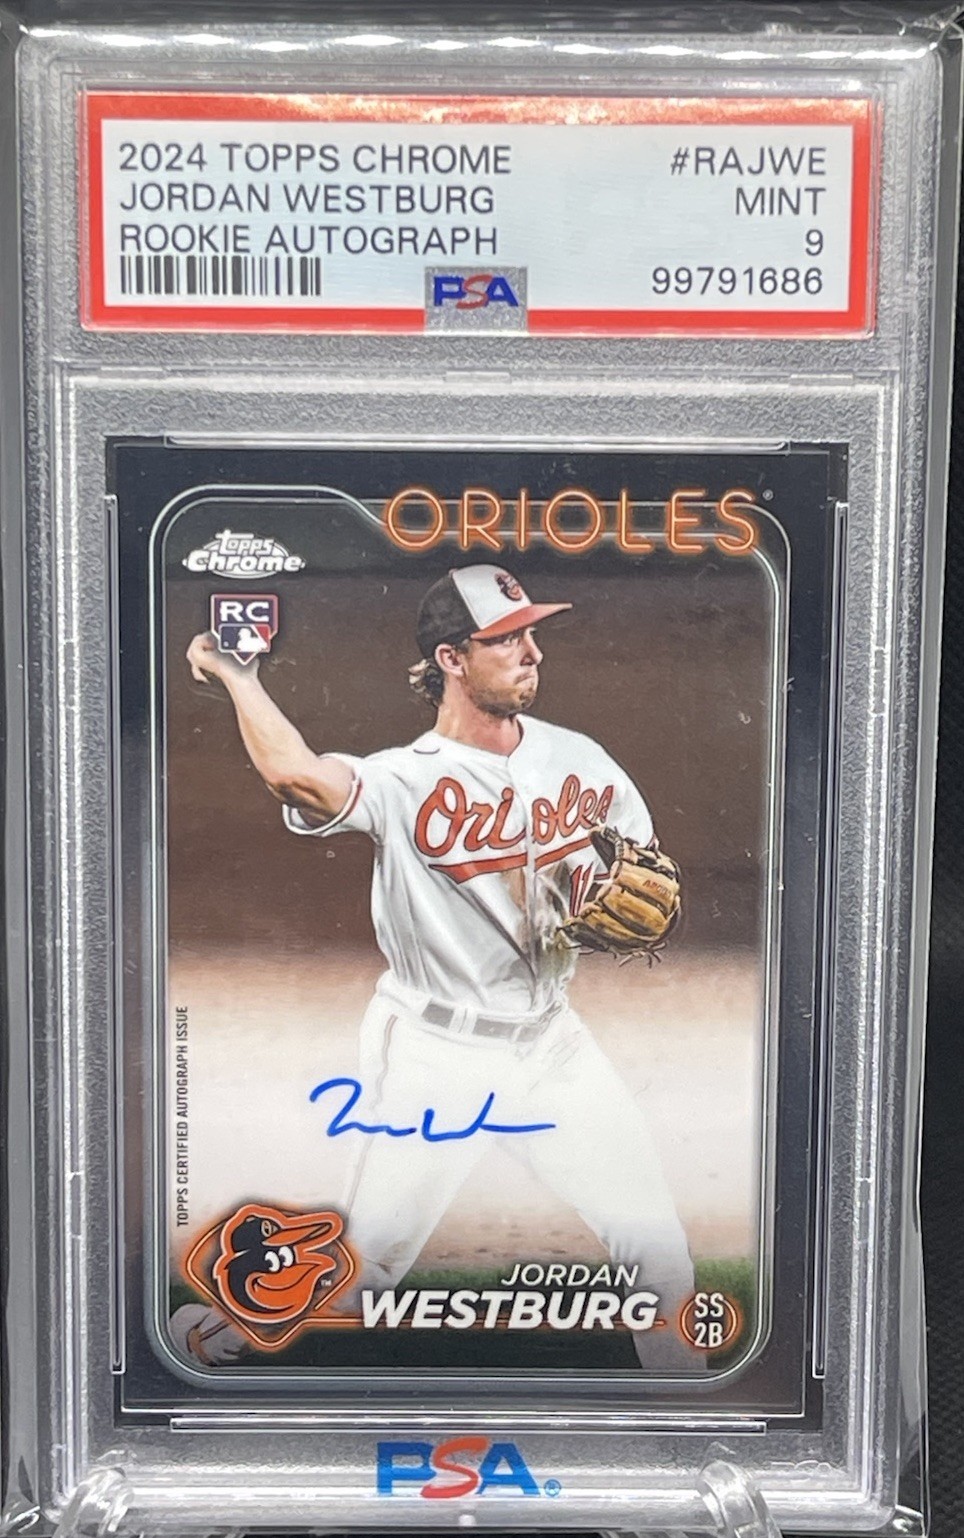 2024 TOPPS CHROME #RAJWE
JORDAN WESTBURG MINT
ROOKIE AUTOGRAPH 9
99791686
PSA
ORIOLES
Topps
Chrome
RC
Orioles
11
TOPPS CERTIFIED AUTOGRAPH ISSUE
JORDAN
WESTBURG
SS
2B
PSA